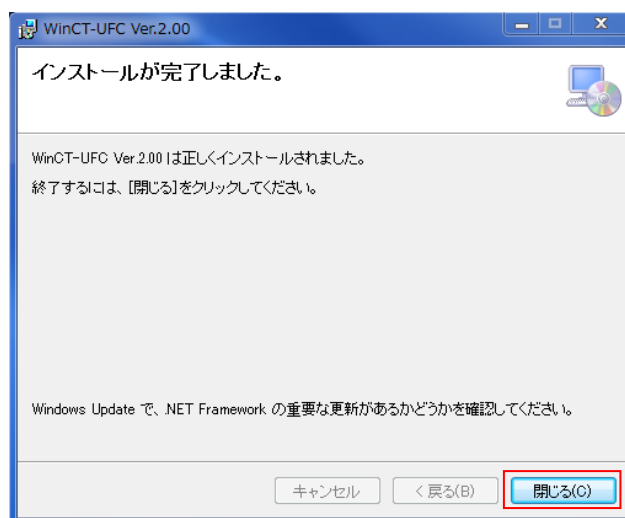 WinCT-UFC Ver.2.00
インストールが完了しました。
WinCT-UFC Ver.2.00 は正しくインストールされました。
終了するには、[閉じる]をクリックしてください。
Windows Update で、.NET Framework の重要な更新があるかどうかを確認してください。
キャンセル
< 戻る(B)
閉じる(C)